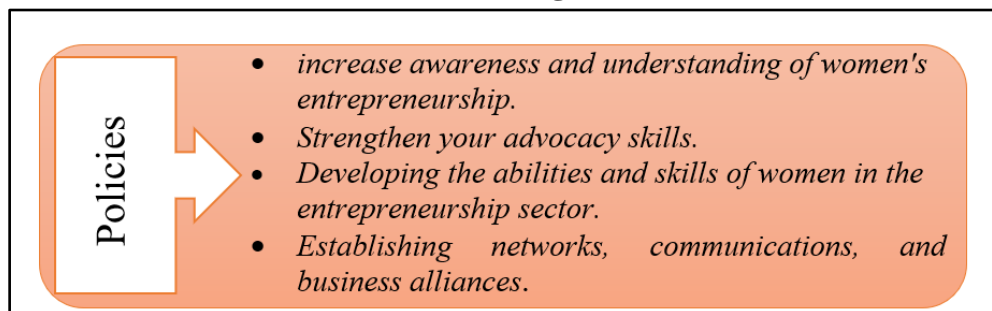 Policies
• increase awareness and understanding of women's
entrepreneurship.
• Strengthen your advocacy skills.
• Developing the abilities and skills of women in the
entrepreneurship sector.
• Establishing networks, communications, and
business alliances.